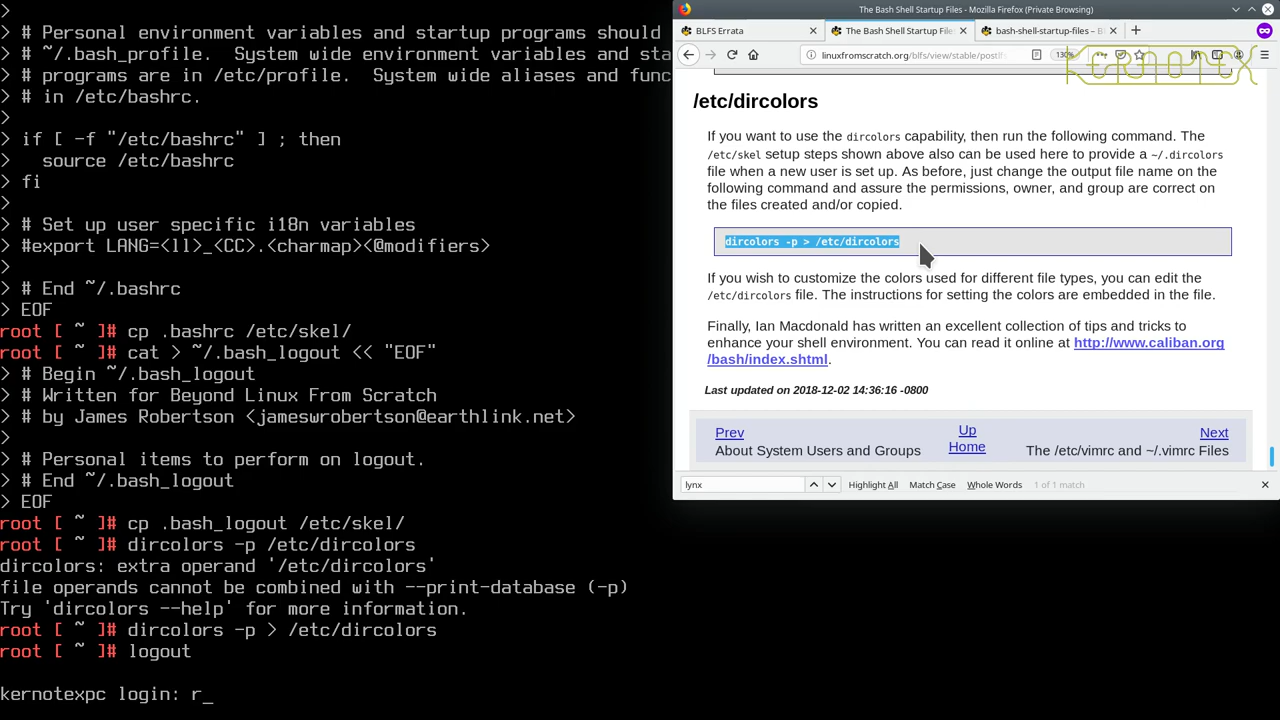 >
> # Personal environment variables and startup programs should
> # ~/.bash_profile.  System wide environment variables and sta
> # programs are in /etc/profile.  System wide aliases and func
> # in /etc/bashrc.
>
> if [ -f "/etc/bashrc" ] ; then
>   source /etc/bashrc
> fi
>
> # Set up user specific i18n variables
> #export LANG=<ll>_<CC>.<charmap><@modifiers>
>
> # End ~/.bashrc
> EOF
root [ ~ ]# cp .bashrc /etc/skel/
root [ ~ ]# cat > ~/.bash_logout << "EOF"
> # Begin ~/.bash_logout
> # Written for Beyond Linux From Scratch
> # by James Robertson <jameswrobertson@earthlink.net>
>
> # Personal items to perform on logout.
> # End ~/.bash_logout
> EOF
root [ ~ ]# cp .bash_logout /etc/skel/
root [ ~ ]# dircolors -p /etc/dircolors
dircolors: extra operand '/etc/dircolors'
file operands cannot be combined with --print-database (-p)
Try 'dircolors --help' for more information.
root [ ~ ]# dircolors -p > /etc/dircolors
root [ ~ ]# logout
kernotexpc login: r_
The Bash Shell Startup Files - Mozilla Firefox (Private Browsing)
BLFS Errata
The Bash Shell Startup File
bash-shell-startup-files – B
linuxfromscratch.org/blfs/view/stable/postlf
130%
KERNOTEX
/etc/dircolors
If you want to use the dircolors capability, then run the following command. The
/etc/skel setup steps shown above also can be used here to provide a ~/.dircolors
file when a new user is set up. As before, just change the output file name on the
following command and assure the permissions, owner, and group are correct on
the files created and/or copied.
dircolors -p > /etc/dircolors
If you wish to customize the colors used for different file types, you can edit the
/etc/dircolors file. The instructions for setting the colors are embedded in the file.
Finally, Ian Macdonald has written an excellent collection of tips and tricks to
enhance your shell environment. You can read it online at http://www.caliban.org
/bash/index.shtml.
Last updated on 2018-12-02 14:36:16 -0800
Prev
Up
Next
About System Users and Groups
Home
The /etc/vimrc and ~/.vimrc Files
lynx
Highlight All
Match Case
Whole Words
1 of 1 match